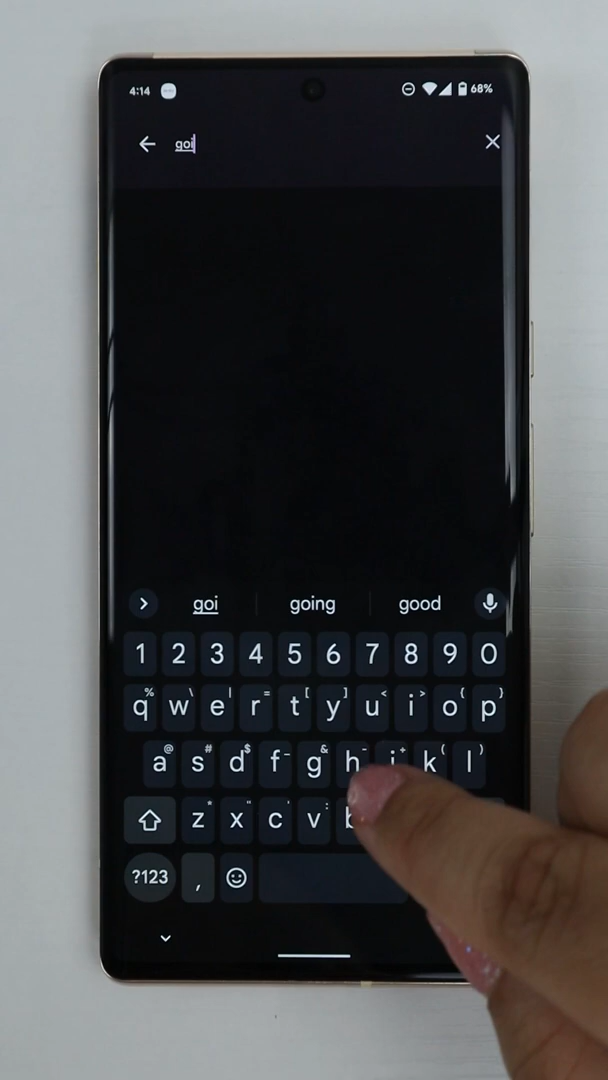 4:14 68%
goi
goi going good
1 2 3 4 5 6 7 8 9 0
% \ | = [ ] < > { }
q w e r t y u i o p
@ # $ - & - + ( )
a s d f g h j k l
* " ' :
z x c v b
?123 ,